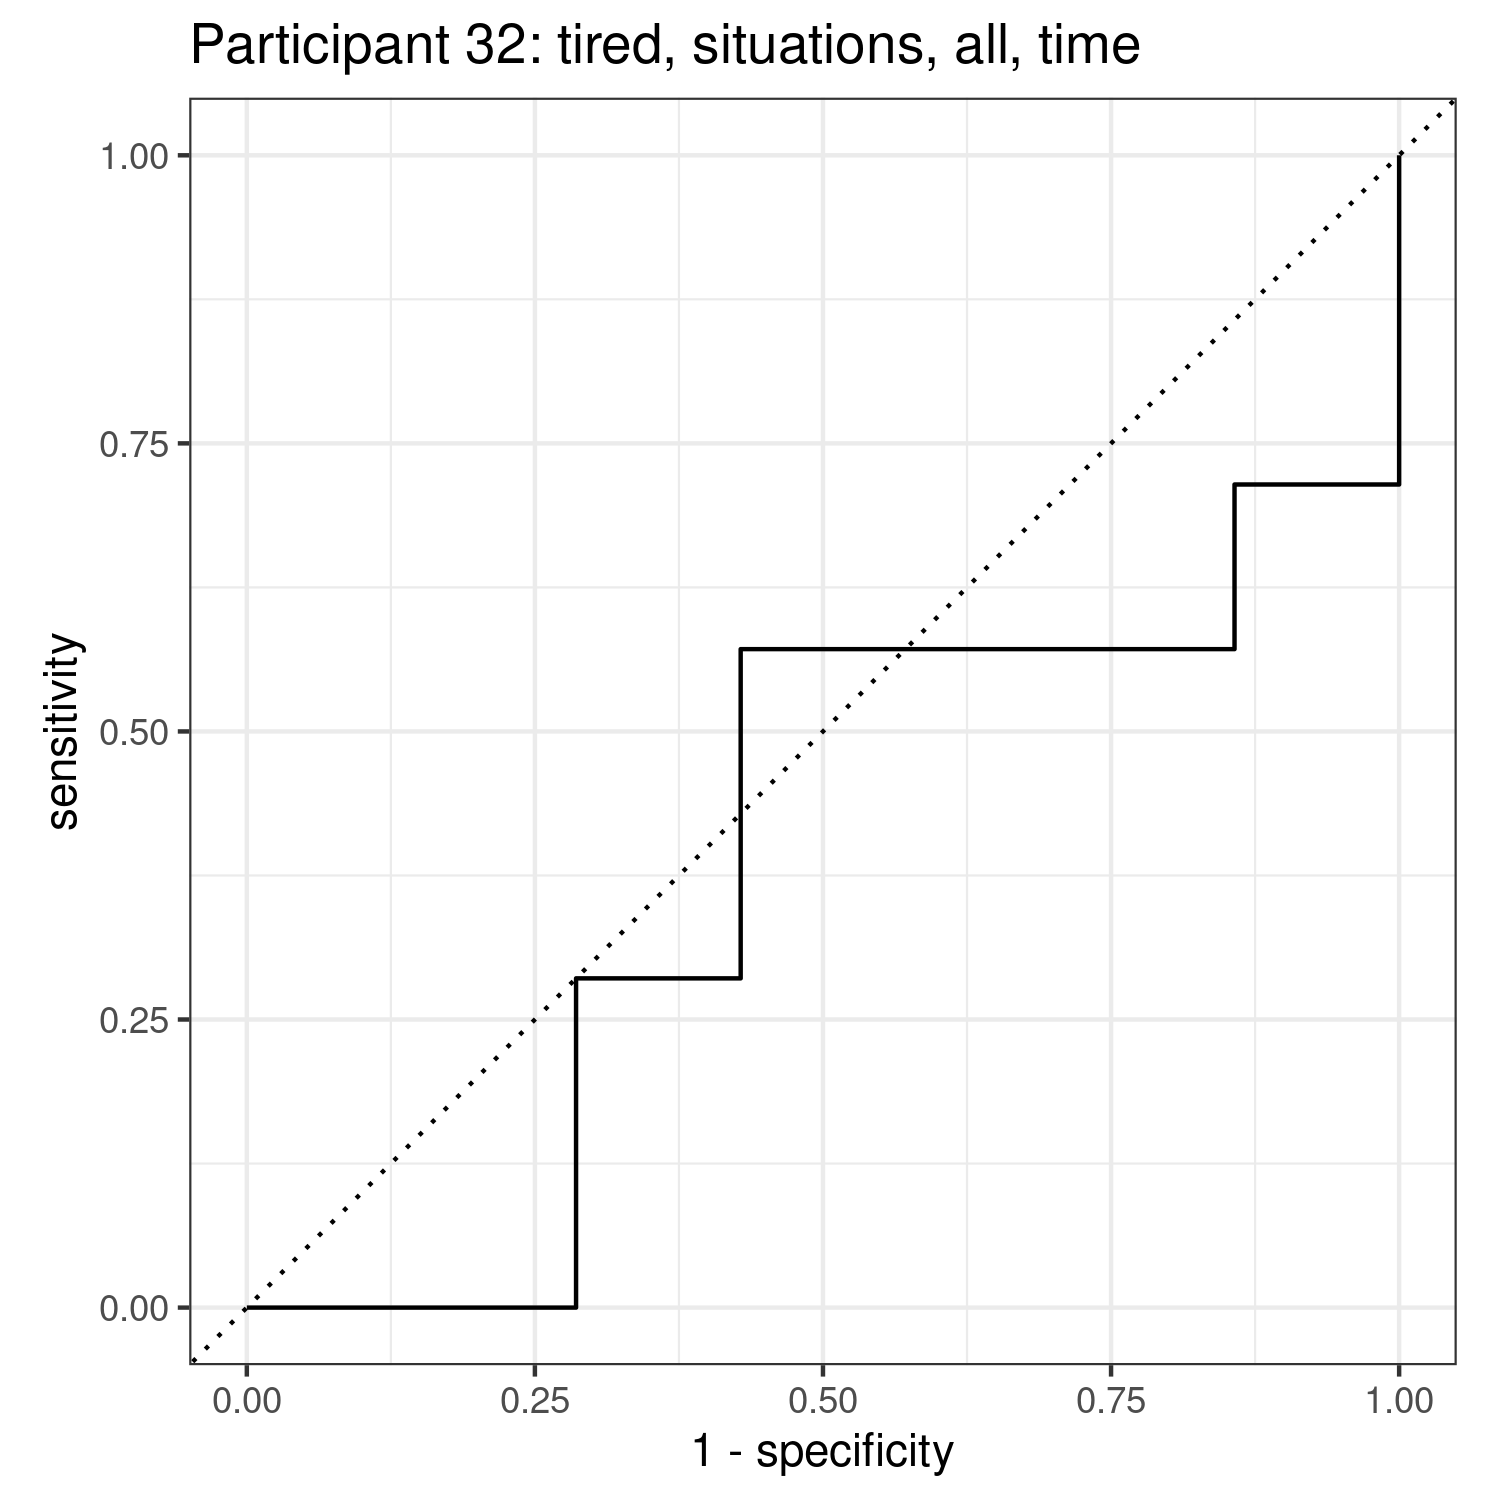 Participant 32: tired, situations, all, time
1.00
0.75
0.50
0.25
0.00
sensitivity
0.00 0.25 0.50 0.75 1.00
1 - specificity